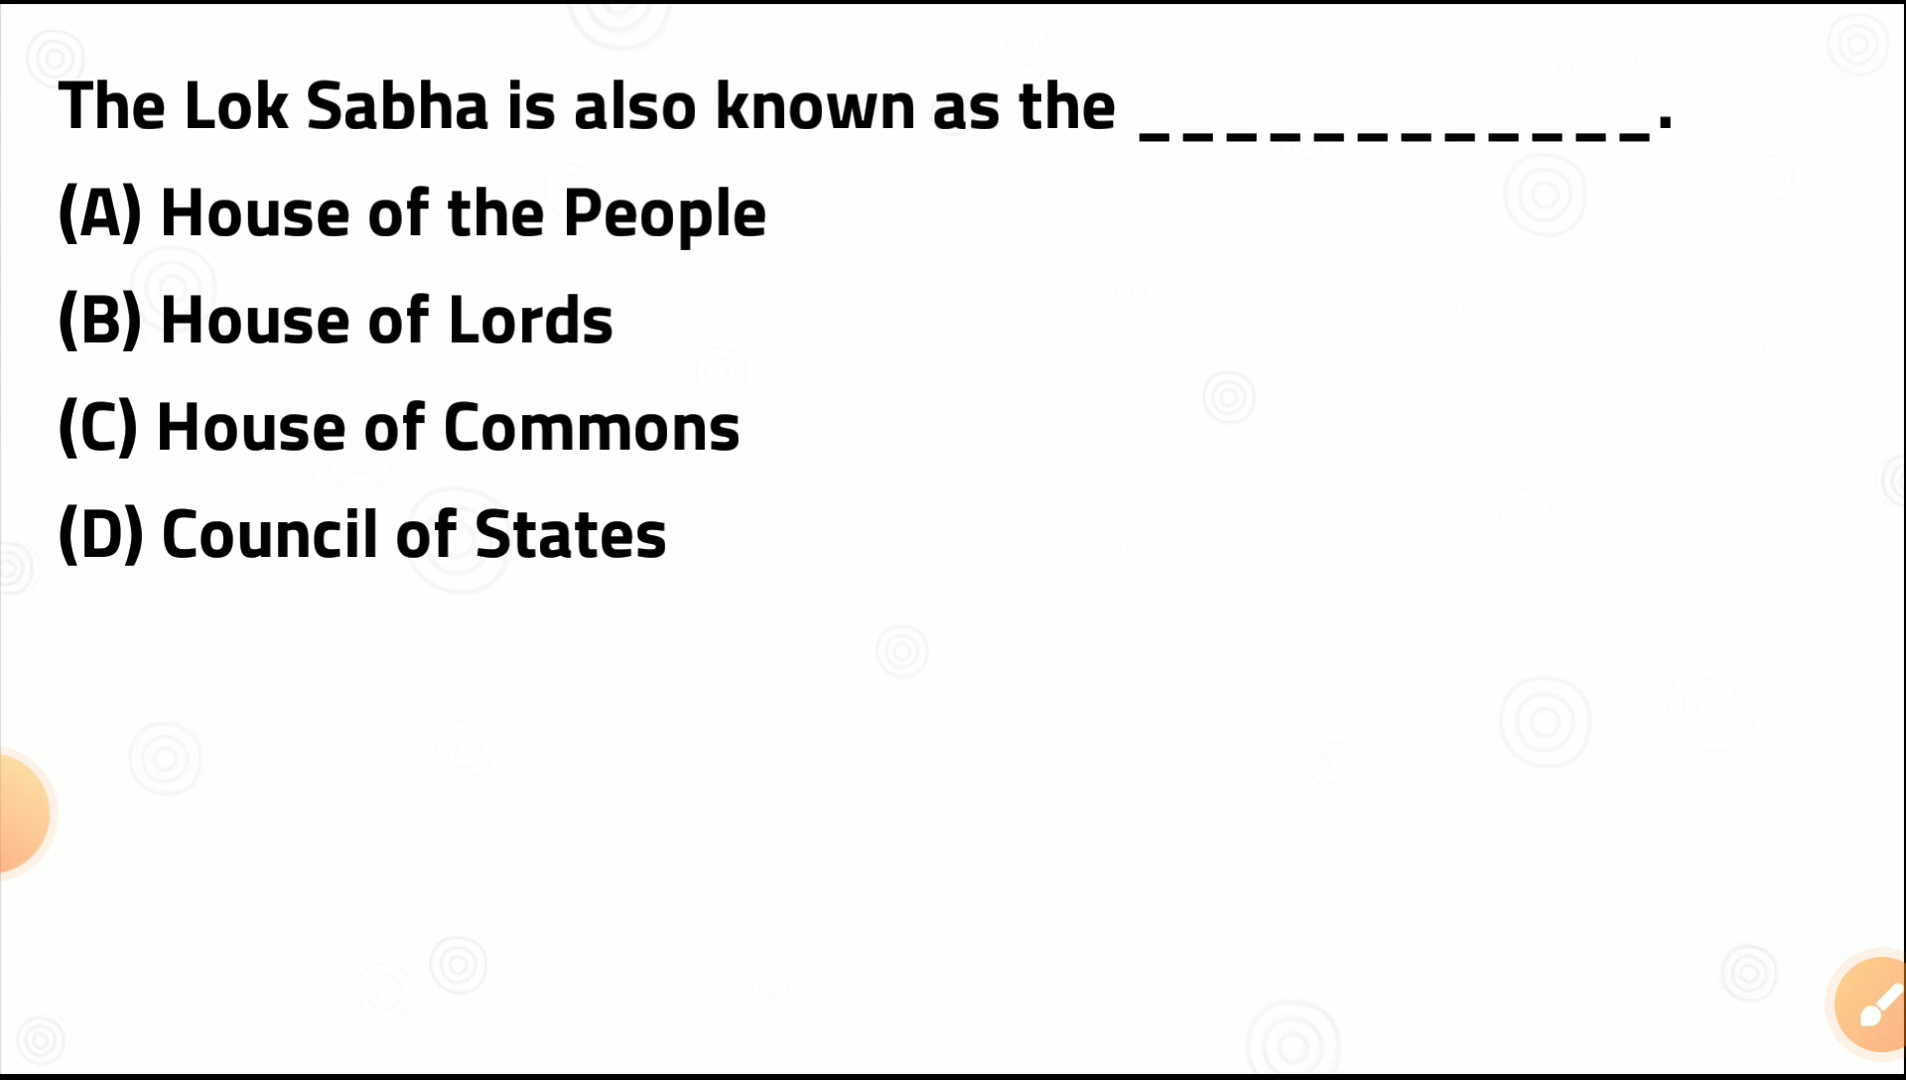 The Lok Sabha is also known as the _ _ _ _ _ _ _ _ _ _ _ _.
(A) House of the People
(B) House of Lords
(C) House of Commons
(D) Council of States